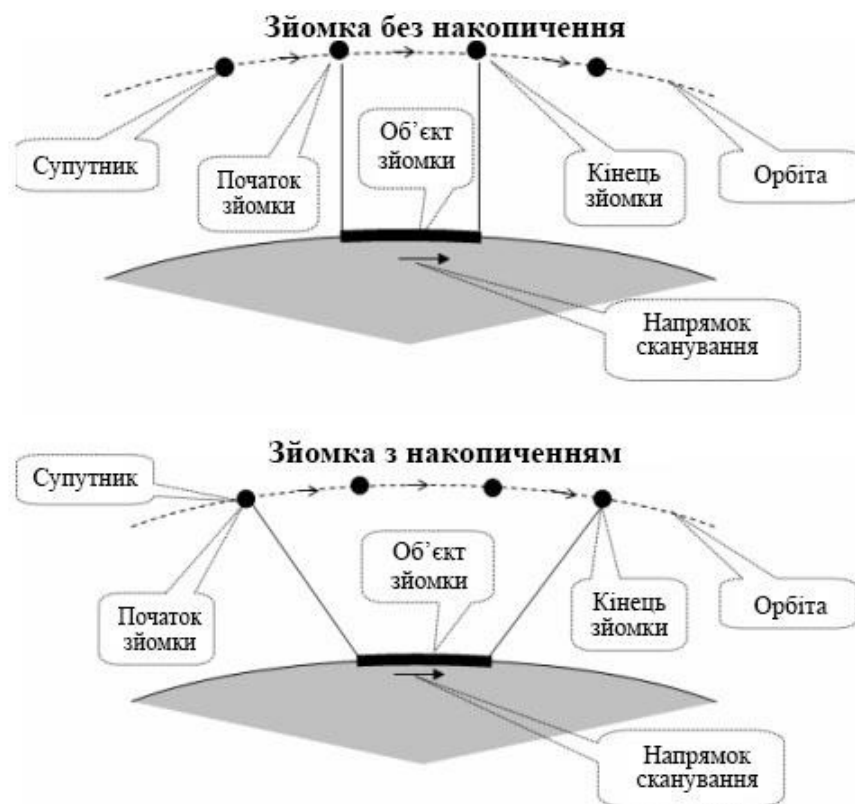 Зйомка без накопичення
Супутник
Початок
зйомки
Об’єкт
зйомки
Кінець
зйомки
Орбіта
Напрямок
сканування
Зйомка з накопиченням
Супутник
Початок
зйомки
Об’єкт
зйомки
Кінець
зйомки
Орбіта
Напрямок
сканування